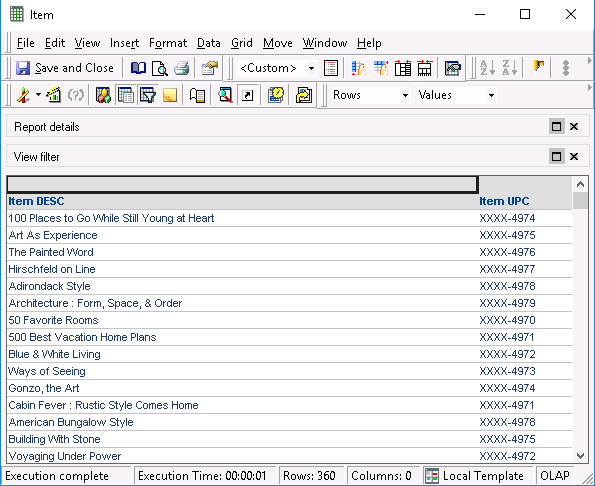 Item
File Edit View Insert Format Data Grid Move Window Help
Save and Close <Custom> A Z Z A
(?) Rows Values
Report details
View filter
Item DESC Item UPC
100 Places to Go While Still Young at Heart XXXX-4974
Art As Experience XXXX-4975
The Painted Word XXXX-4976
Hirschfeld on Line XXXX-4977
Adirondack Style XXXX-4978
Architecture : Form, Space, & Order XXXX-4979
50 Favorite Rooms XXXX-4970
500 Best Vacation Home Plans XXXX-4971
Blue & White Living XXXX-4972
Ways of Seeing XXXX-4973
Gonzo, the Art XXXX-4974
Cabin Fever : Rustic Style Comes Home XXXX-4971
American Bungalow Style XXXX-4978
Building With Stone XXXX-4975
Voyaging Under Power XXXX-4972
Execution complete Execution Time: 00:00:01 Rows: 360 Columns: 0 Local Template OLAP